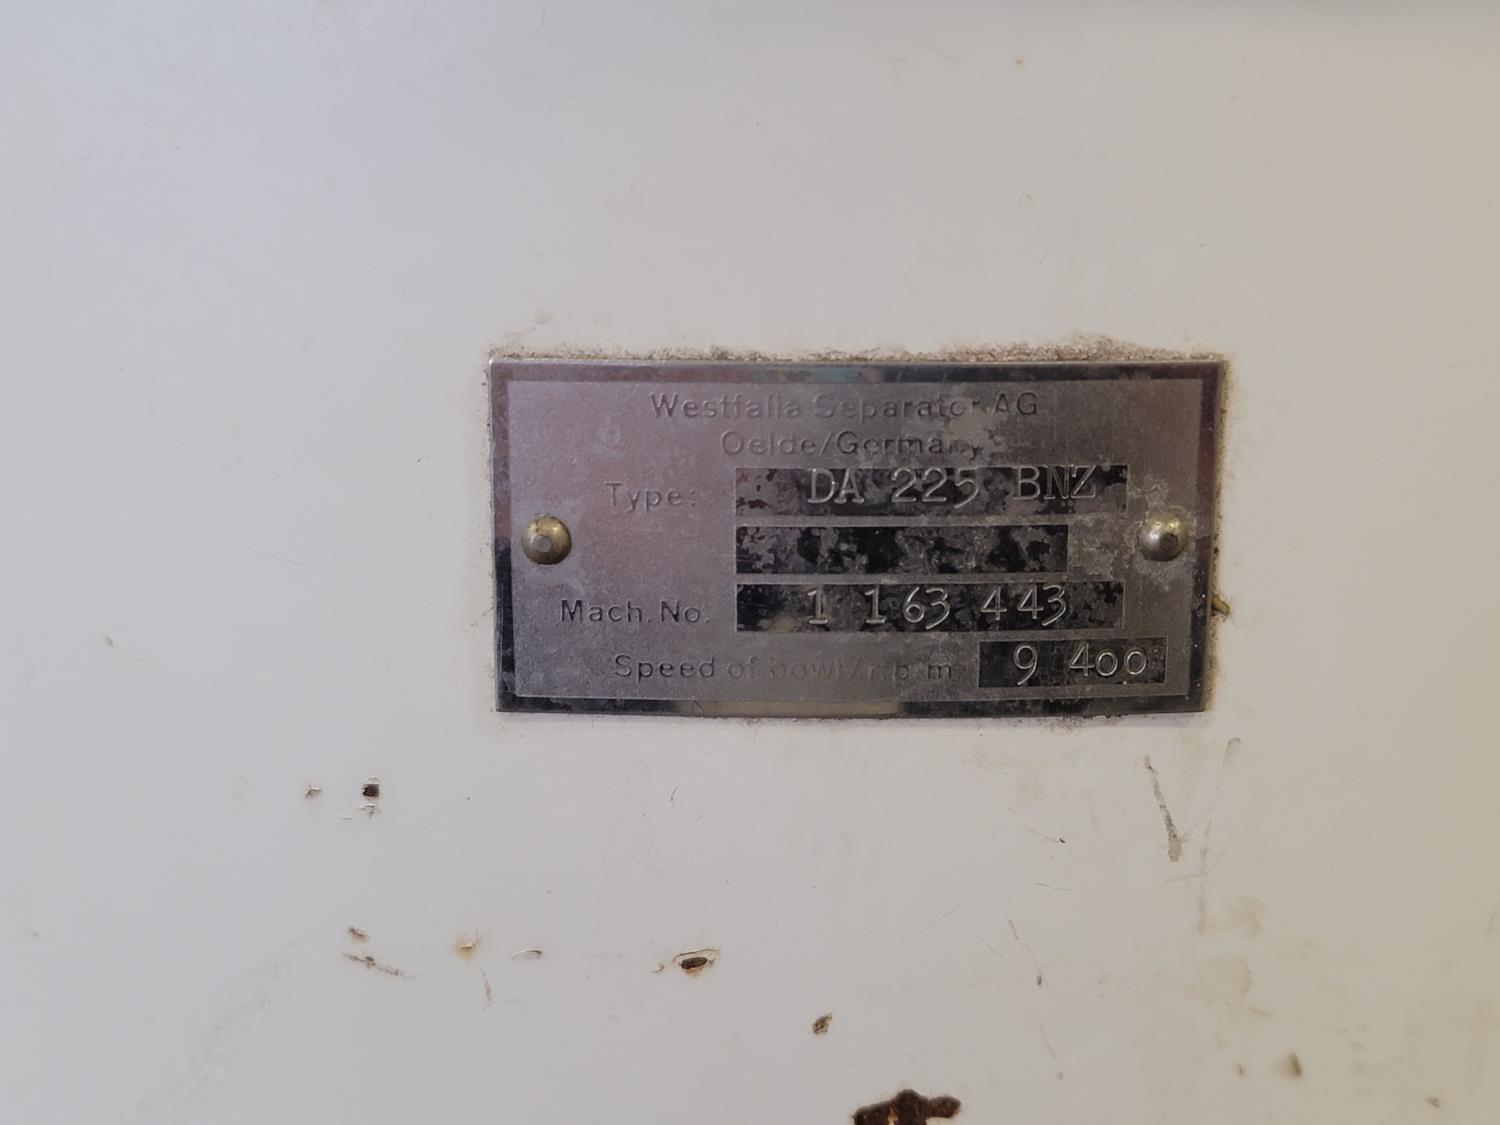 Westfalia Separator AG
Oelde/Germany
Type: DA 225 BNZ
Mach. No. 1 163 443
Speed of bowl/r.p.m 9 400